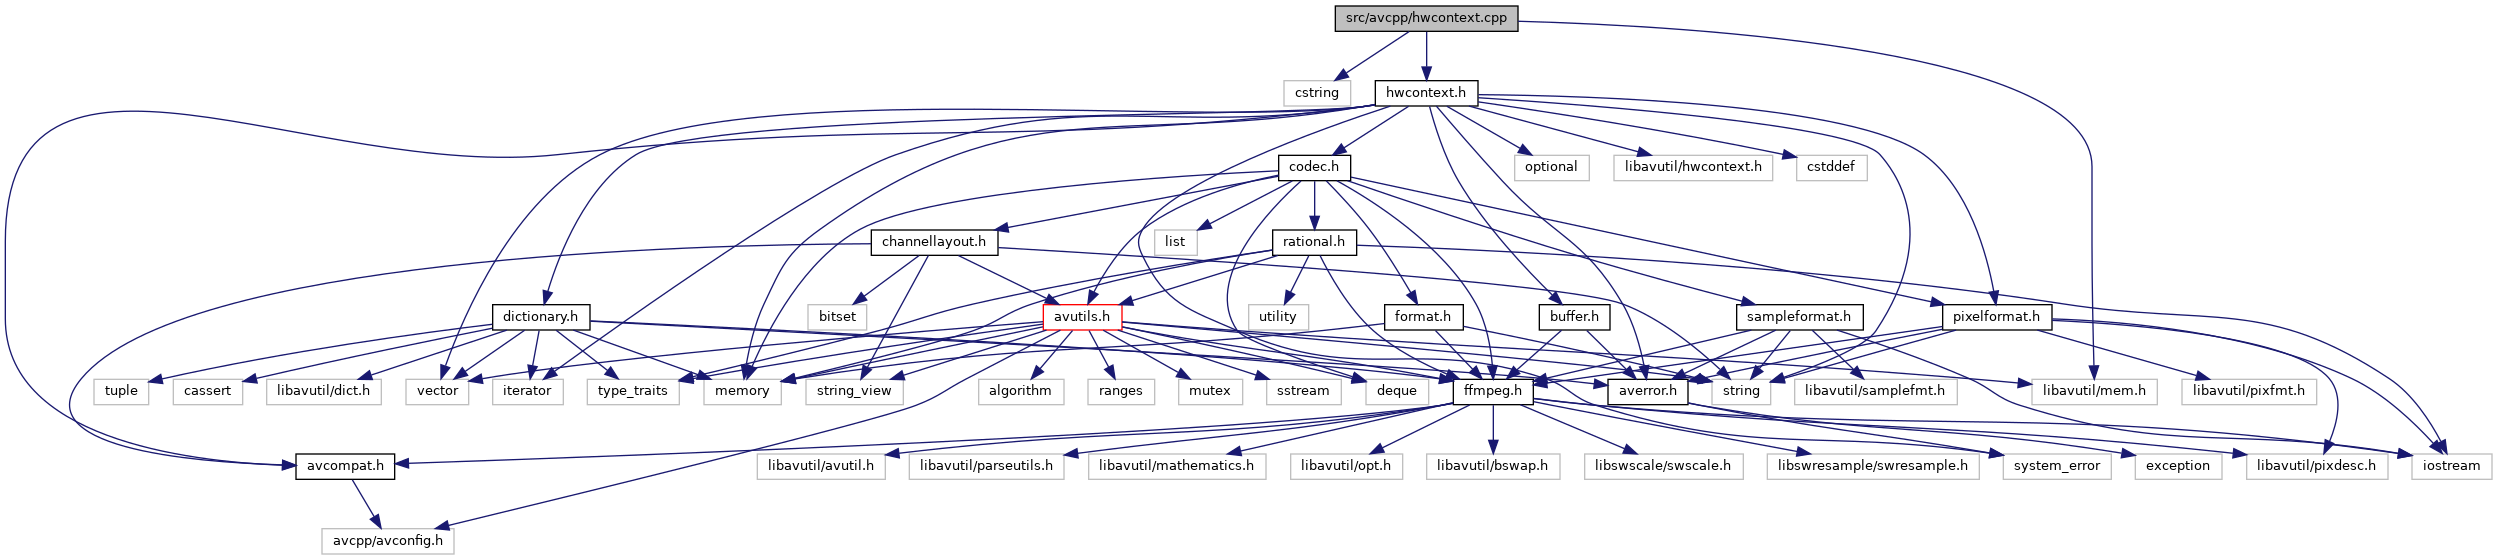 src/avcpp/hwcontext.cpp
cstring
hwcontext.h
codec.h
optional
libavutil/hwcontext.h
cstddef
channellayout.h
list
rational.h
bitset
dictionary.h
avutils.h
utility
format.h
buffer.h
sampleformat.h
pixelformat.h
tuple
cassert
libavutil/dict.h
vector
iterator
type_traits
memory
string_view
algorithm
ranges
mutex
sstream
deque
ffmpeg.h
averror.h
string
libavutil/samplefmt.h
libavutil/mem.h
libavutil/pixfmt.h
avcompat.h
libavutil/avutil.h
libavutil/parseutils.h
libavutil/mathematics.h
libavutil/opt.h
libavutil/bswap.h
libswscale/swscale.h
libswresample/swresample.h
system_error
exception
libavutil/pixdesc.h
iostream
avcpp/avconfig.h